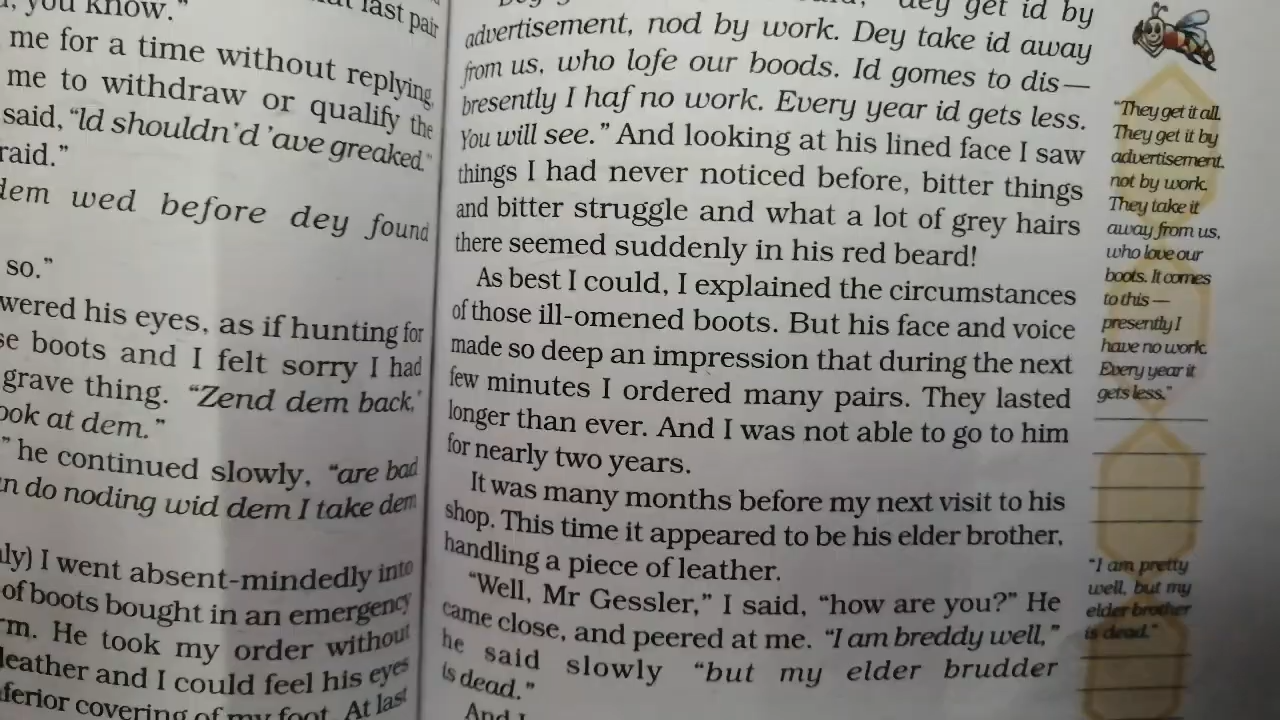 you know."
last pair
me for a time without replying,
me to withdraw or qualify the
said, "Id shouldn'd 'ave greaked."
raid."
dem wed before dey found
so."
wered his eyes, as if hunting for
se boots and I felt sorry I had
grave thing. "Zend dem back,"
ook at dem."
" he continued slowly, "are bad
n do noding wid dem I take dem
ly) I went absent-mindedly into
of boots bought in an emergency
rm. He took my order without
leather and I could feel his eyes
ferior covering of my foot. At last
dey get id by
advertisement, nod by work. Dey take id away
from us, who lofe our boods. Id gomes to dis—
bresently I haf no work. Every year id gets less.
You will see." And looking at his lined face I saw
things I had never noticed before, bitter things
and bitter struggle and what a lot of grey hairs
there seemed suddenly in his red beard!
As best I could, I explained the circumstances
of those ill-omened boots. But his face and voice
made so deep an impression that during the next
few minutes I ordered many pairs. They lasted
longer than ever. And I was not able to go to him
for nearly two years.
It was many months before my next visit to his
shop. This time it appeared to be his elder brother,
handling a piece of leather.
"Well, Mr Gessler," I said, "how are you?" He
came close, and peered at me. "I am breddy well,"
he said slowly "but my elder brudder
is dead."
And I
"They get it all.
They get it by
advertisement,
not by work.
They take it
away from us,
who love our
boots. It comes
to this —
presently I
have no work.
Every year it
gets less."
"I am pretty
well, but my
elder brother
is dead."